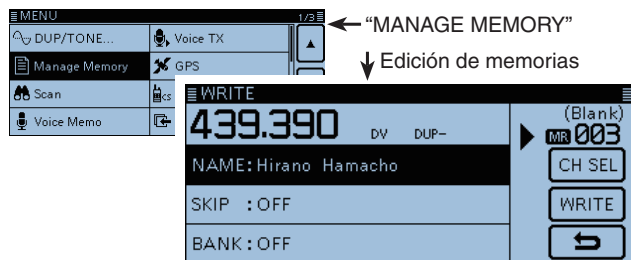 MENU 1/3
DUP/TONE... Voice TX
Manage Memory GPS
Scan CS
Voice Memo
“MANAGE MEMORY”
Edición de memorias
WRITE
439.390 DV DUP-
(Blank)
MR 003
NAME:Hirano Hamacho
CH SEL
SKIP :OFF
WRITE
BANK:OFF